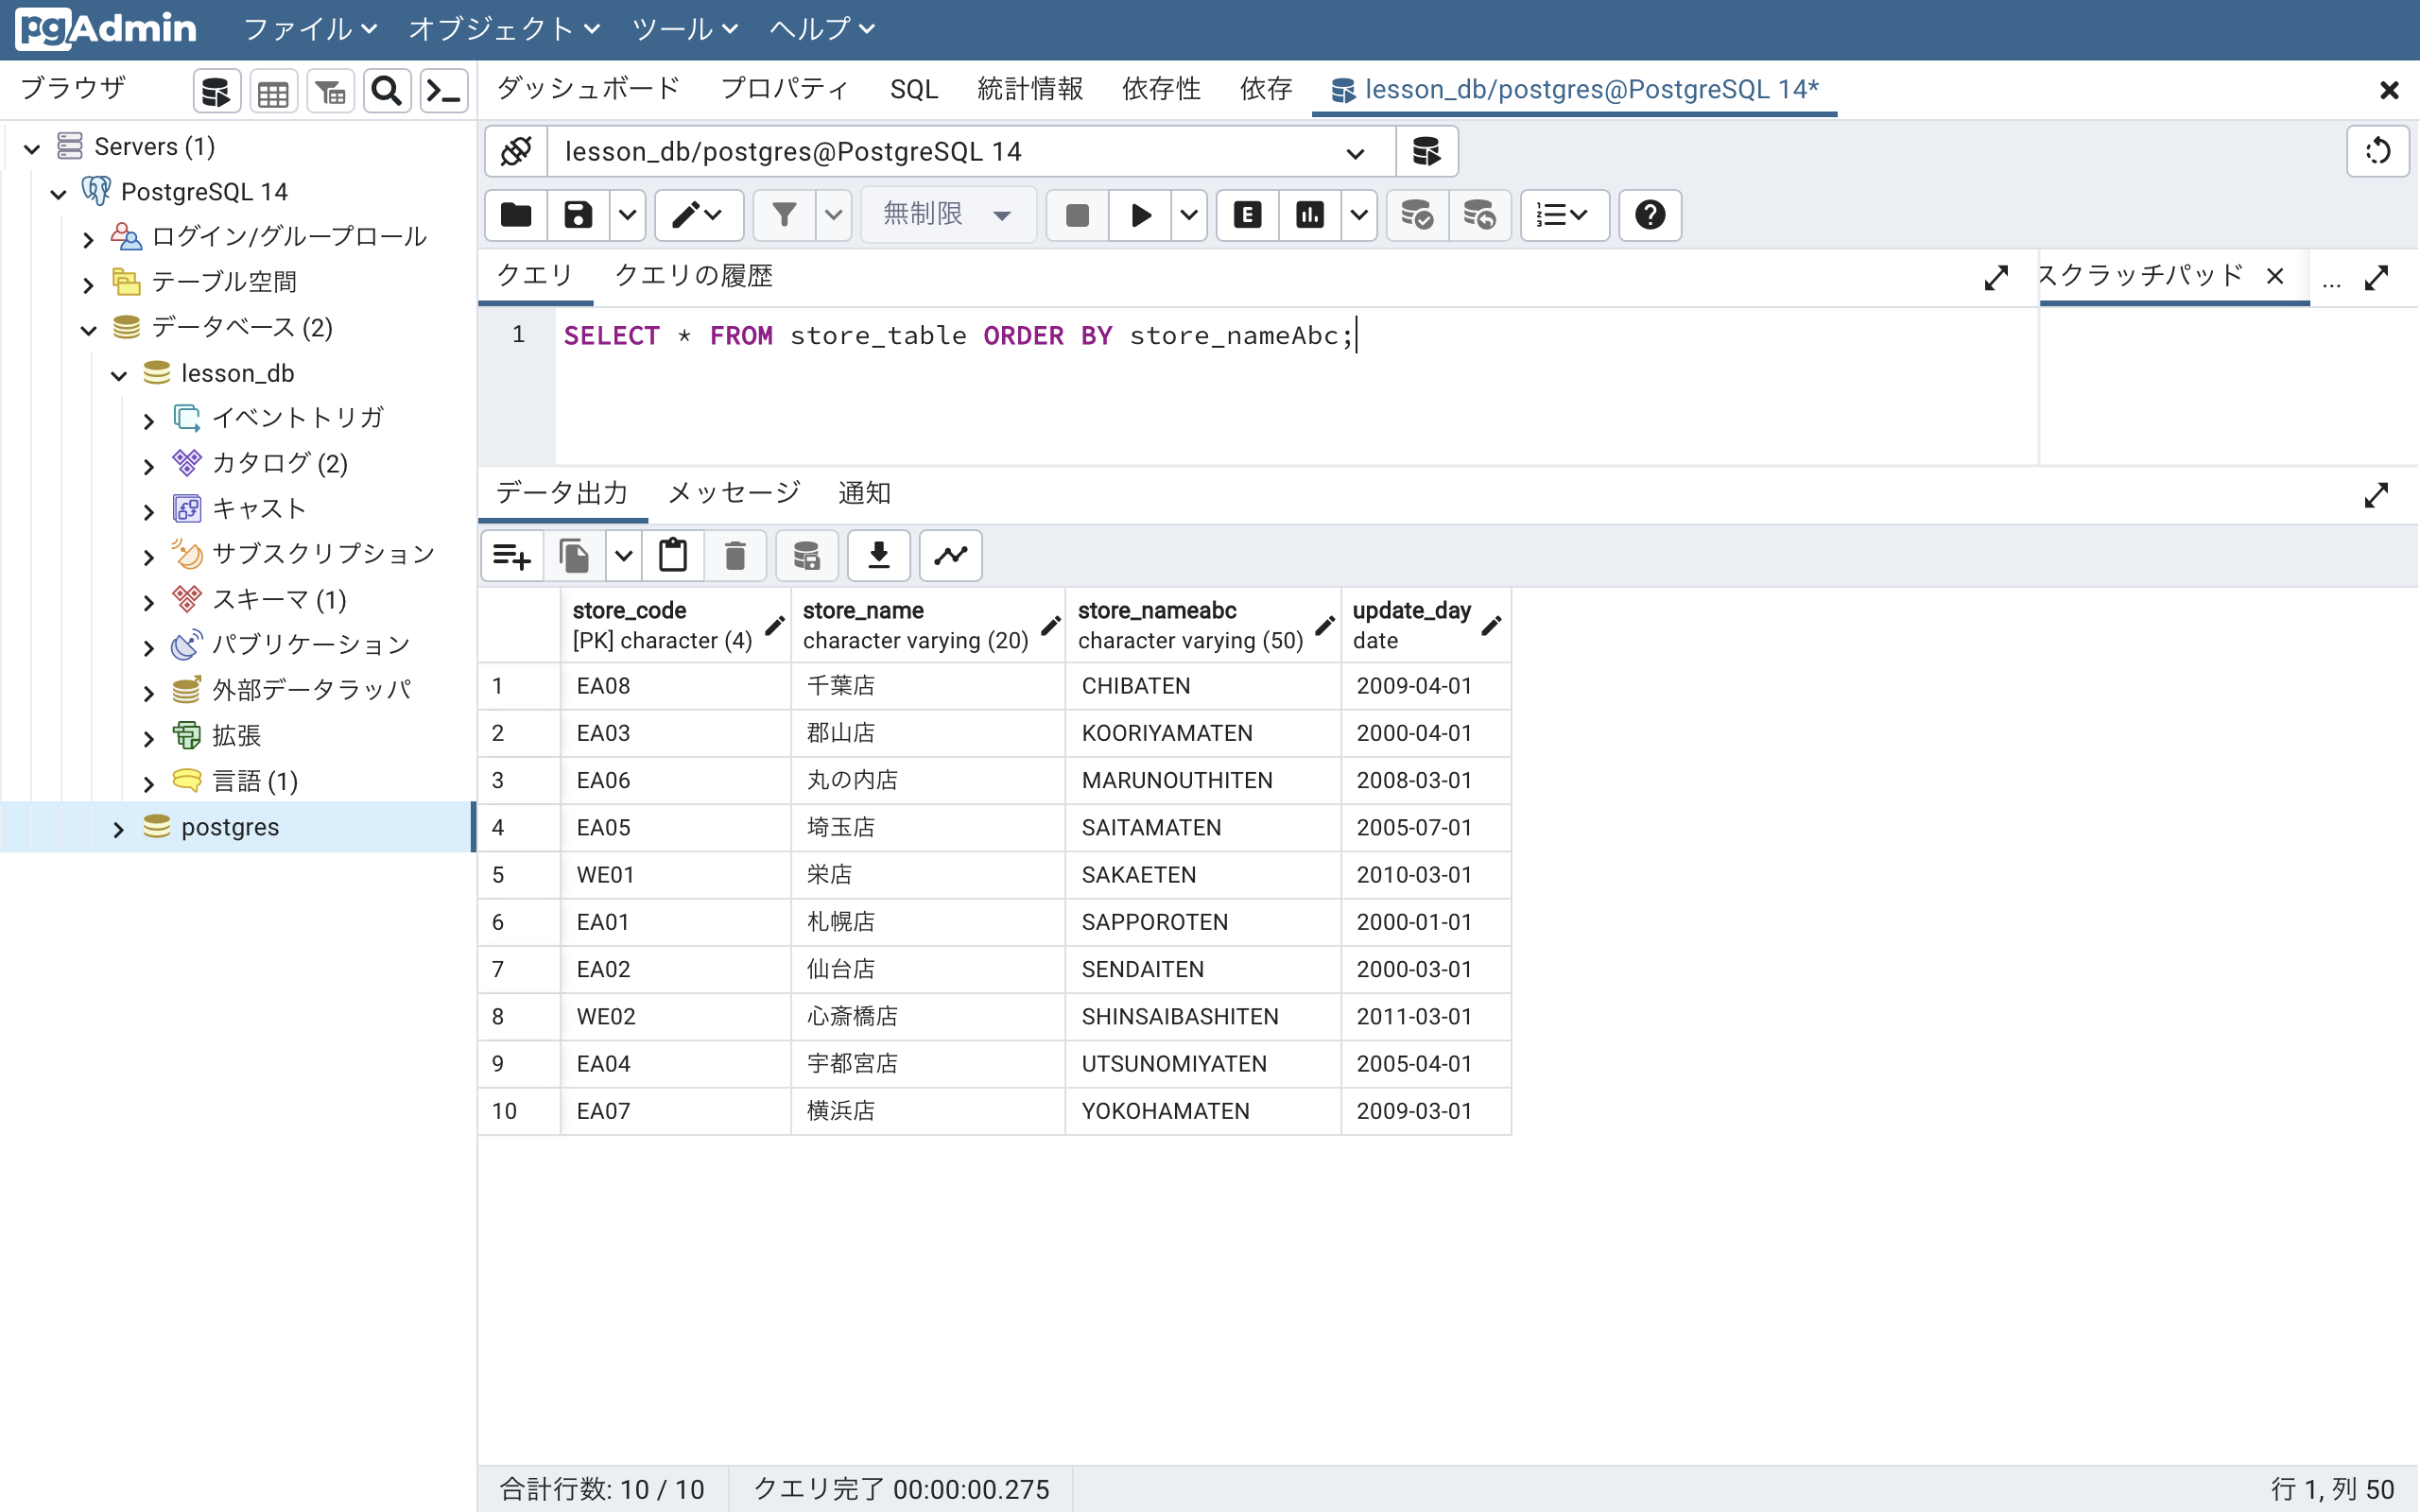 pgAdmin ファイル オブジェクト ツール ヘルプ
ブラウザ
ダッシュボード プロパティ SQL 統計情報 依存性 依存 lesson_db/postgres@PostgreSQL 14*
Servers (1)
PostgreSQL 14
ログイン/グループロール
テーブル空間
データベース (2)
lesson_db
イベントトリガ
カタログ (2)
キャスト
サブスクリプション
スキーマ (1)
パブリケーション
外部データラッパ
拡張
言語 (1)
postgres
lesson_db/postgres@PostgreSQL 14
無制限
E
クエリ クエリの履歴
スクラッチパッド ...
1 SELECT * FROM store_table ORDER BY store_nameAbc;
データ出力 メッセージ 通知
store_code store_name store_nameabc update_day
[PK] character (4) character varying (20) character varying (50) date
1 EA08 千葉店 CHIBATEN 2009-04-01
2 EA03 郡山店 KOORIYAMATEN 2000-04-01
3 EA06 丸の内店 MARUNOUTHITEN 2008-03-01
4 EA05 埼玉店 SAITAMATEN 2005-07-01
5 WE01 栄店 SAKAETEN 2010-03-01
6 EA01 札幌店 SAPPOROTEN 2000-01-01
7 EA02 仙台店 SENDAITEN 2000-03-01
8 WE02 心斎橋店 SHINSAIBASHITEN 2011-03-01
9 EA04 宇都宮店 UTSUNOMIYATEN 2005-04-01
10 EA07 横浜店 YOKOHAMATEN 2009-03-01
合計行数: 10 / 10 クエリ完了 00:00:00.275 行 1, 列 50